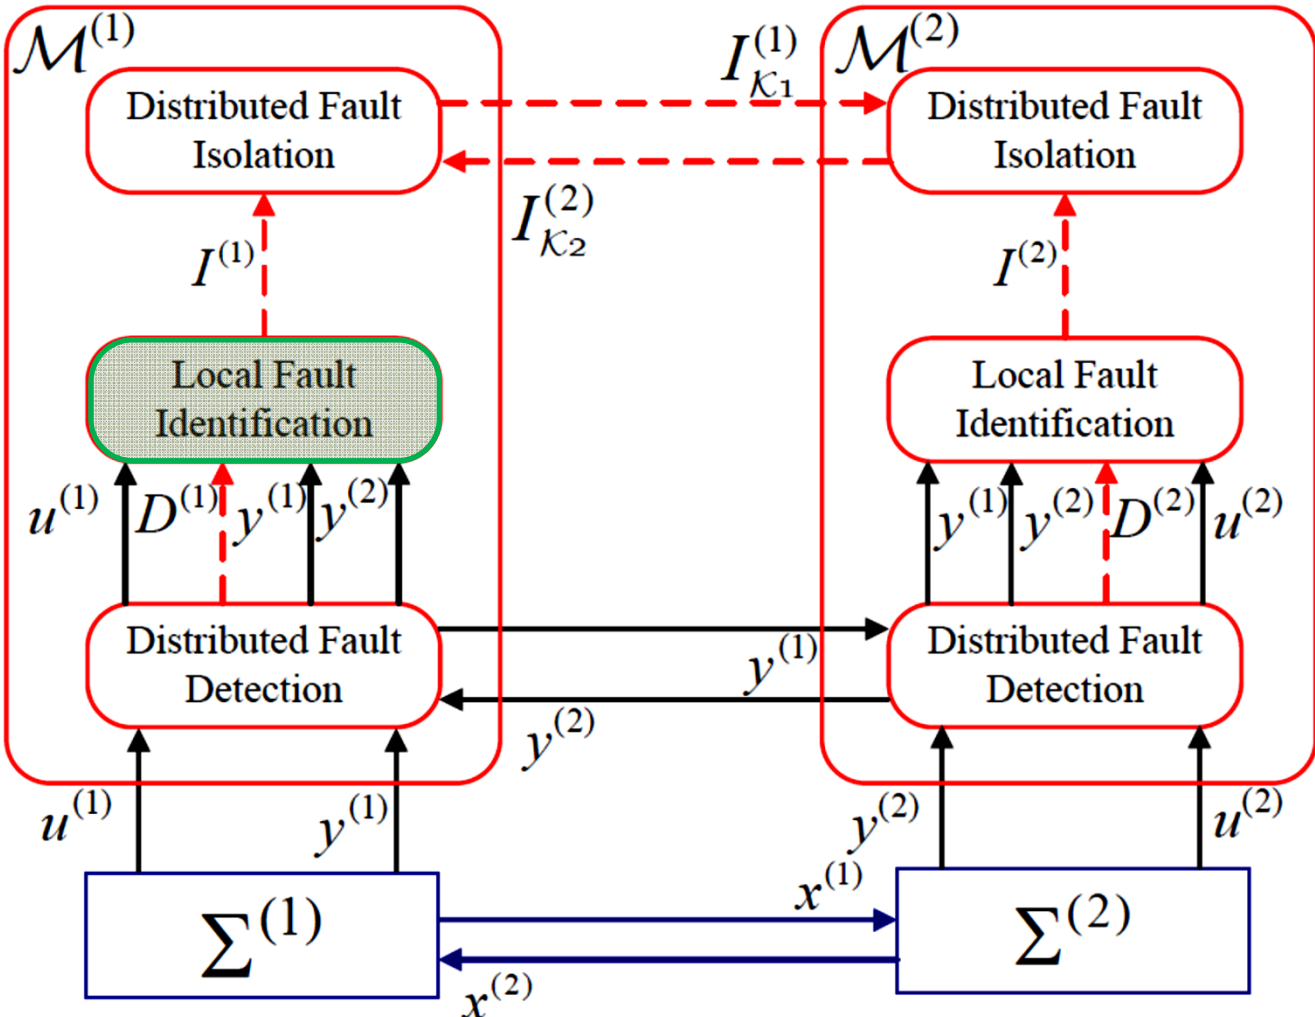 ℳ⁽¹⁾
I_𝒦1⁽¹⁾
ℳ⁽²⁾
Distributed Fault
Isolation
Distributed Fault
Isolation
I_𝒦2⁽²⁾
I⁽¹⁾
I⁽²⁾
Local Fault
Identification
Local Fault
Identification
u⁽¹⁾ D⁽¹⁾ y⁽¹⁾ y⁽²⁾
y⁽¹⁾ y⁽²⁾ D⁽²⁾ u⁽²⁾
Distributed Fault
Detection
Distributed Fault
Detection
y⁽¹⁾
y⁽²⁾
u⁽¹⁾ y⁽¹⁾
y⁽²⁾ u⁽²⁾
x⁽¹⁾
Σ⁽¹⁾
Σ⁽²⁾
x⁽²⁾